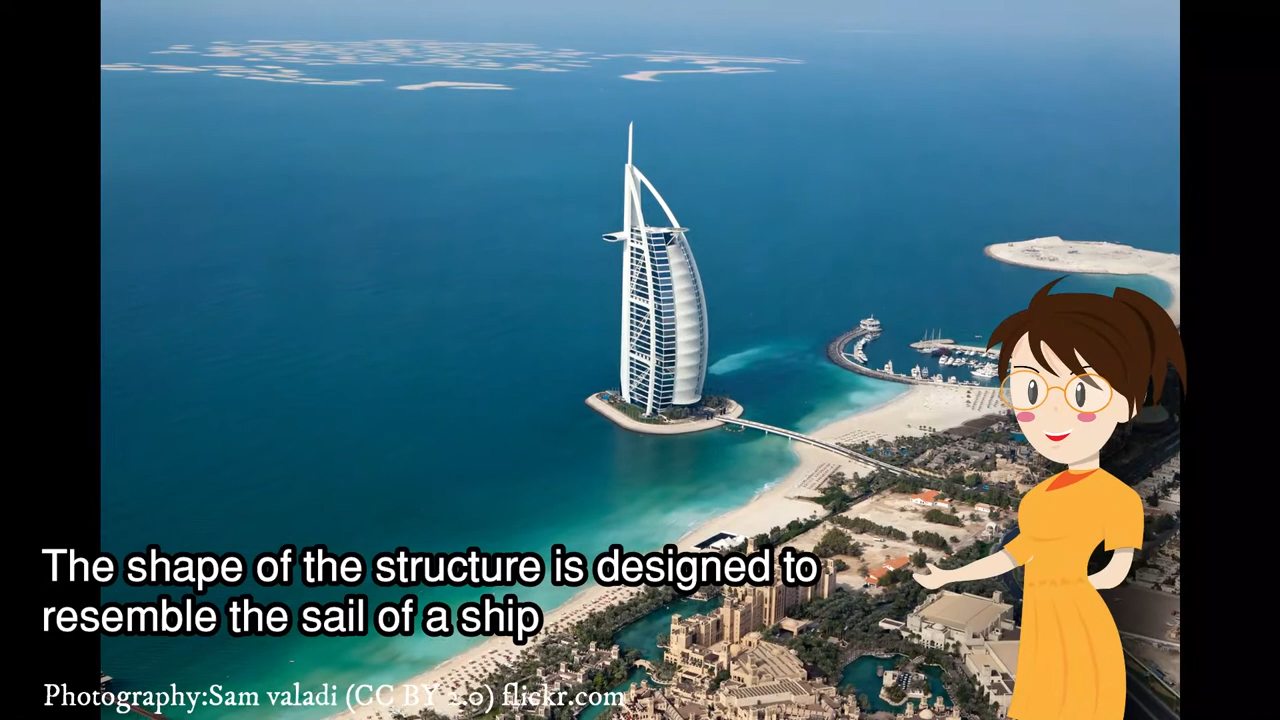 The shape of the structure is designed to
resemble the sail of a ship
Photography:Sam valadi (CC BY 2.0) flickr.com